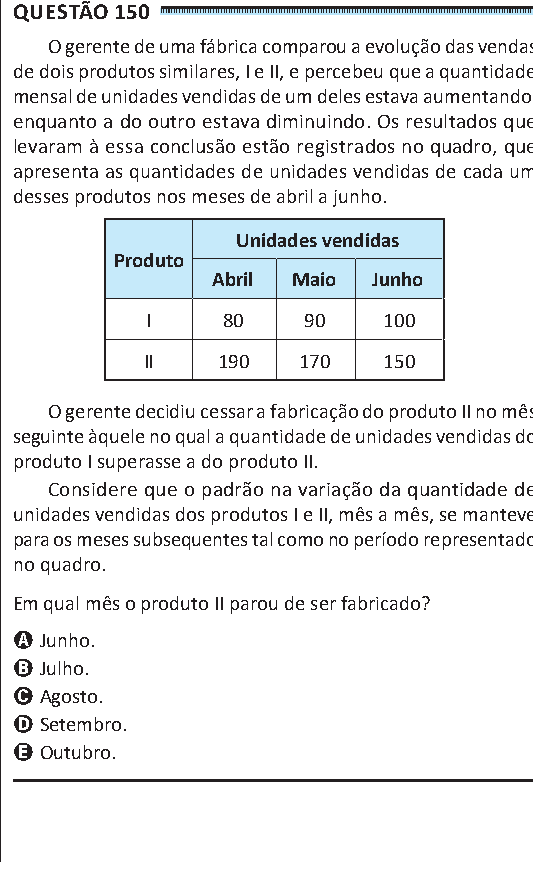 QUESTÃO 150
O gerente de uma fábrica comparou a evolução das vendas
de dois produtos similares, I e II, e percebeu que a quantidade
mensal de unidades vendidas de um deles estava aumentando
enquanto a do outro estava diminuindo. Os resultados que
levaram à essa conclusão estão registrados no quadro, que
apresenta as quantidades de unidades vendidas de cada um
desses produtos nos meses de abril a junho.
Produto Unidades vendidas
Abril Maio Junho
I 80 90 100
II 190 170 150
O gerente decidiu cessar a fabricação do produto II no mês
seguinte àquele no qual a quantidade de unidades vendidas do
produto I superasse a do produto II.
Considere que o padrão na variação da quantidade de
unidades vendidas dos produtos I e II, mês a mês, se manteve
para os meses subsequentes tal como no período representado
no quadro.
Em qual mês o produto II parou de ser fabricado?
A Junho.
B Julho.
C Agosto.
D Setembro.
E Outubro.